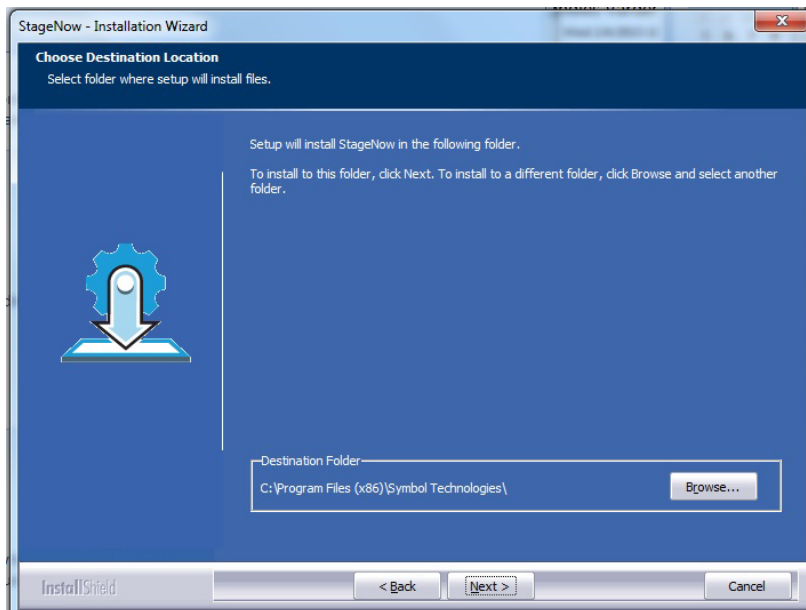 StageNow - Installation Wizard
Choose Destination Location
Select folder where setup will install files.
Setup will install StageNow in the following folder.
To install to this folder, click Next. To install to a different folder, click Browse and select another
folder.
Destination Folder
C:\Program Files (x86)\Symbol Technologies\
Browse...
InstallShield
< Back
Next >
Cancel